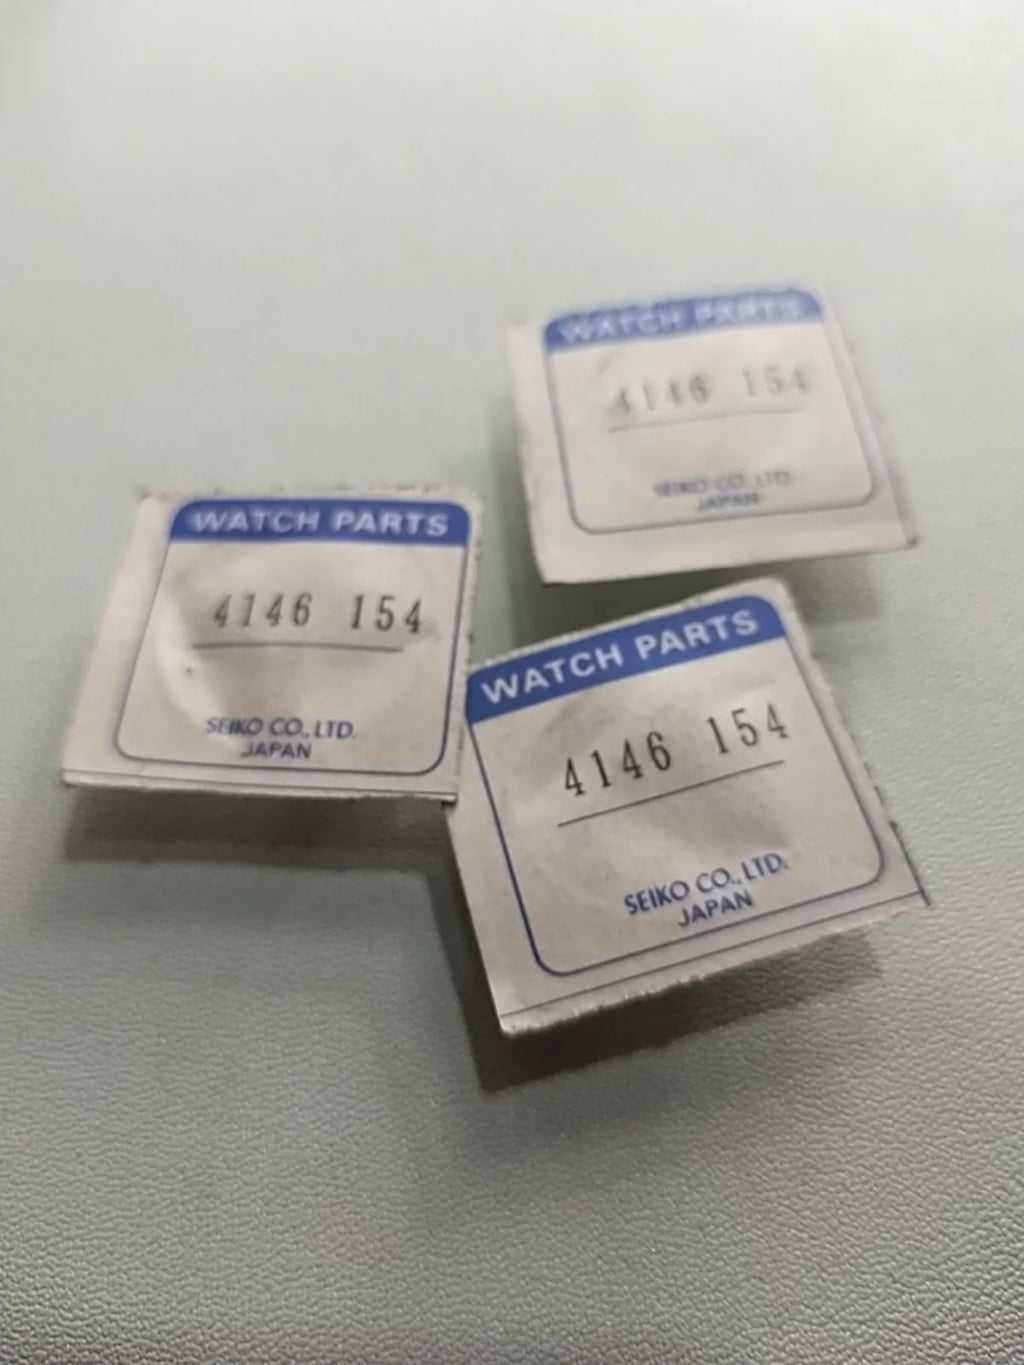 WATCH PARTS
4146 154
SEIKO CO. LTD.
JAPAN
WATCH PARTS
4146 154
SEIKO CO., LTD.
JAPAN
WATCH PARTS
4146 154
SEIKO CO., LTD.
JAPAN